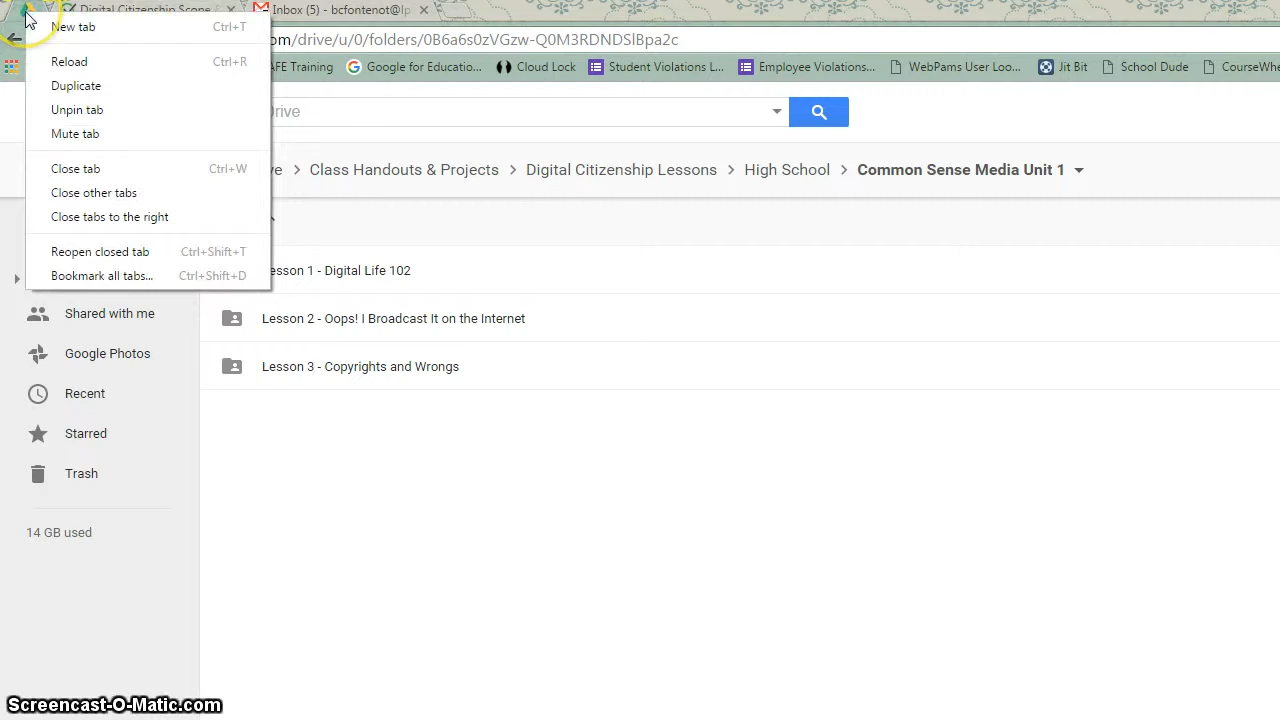 Digital Citizenship Scope
Inbox (5) - bcfontenot@lp
New tab Ctrl+T
om/drive/u/0/folders/0B6a6s0zVGzw-Q0M3RDNDSlBpa2c
Reload Ctrl+R
AFE Training Google for Educatio... Cloud Lock Student Violations L... Employee Violations... WebPams User Loo... Jit Bit School Dude CourseWhe
Duplicate
Unpin tab
Drive
Mute tab
Close tab Ctrl+W
ve > Class Handouts & Projects > Digital Citizenship Lessons > High School > Common Sense Media Unit 1
Close other tabs
Close tabs to the right
Reopen closed tab Ctrl+Shift+T
Bookmark all tabs... Ctrl+Shift+D
esson 1 - Digital Life 102
Shared with me
Lesson 2 - Oops! I Broadcast It on the Internet
Google Photos
Lesson 3 - Copyrights and Wrongs
Recent
Starred
Trash
14 GB used
Screencast-O-Matic.com